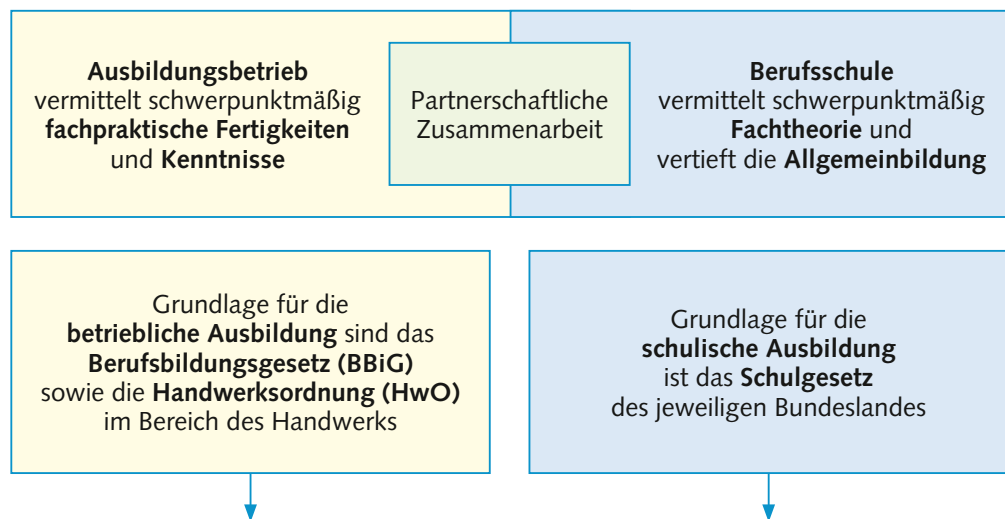 Ausbildungsbetrieb
vermittelt schwerpunktmäßig
fachpraktische Fertigkeiten
und Kenntnisse
Partnerschaftliche
Zusammenarbeit
Berufsschule
vermittelt schwerpunktmäßig
Fachtheorie und
vertieft die Allgemeinbildung
Grundlage für die
betriebliche Ausbildung sind das
Berufsbildungsgesetz (BBiG)
sowie die Handwerksordnung (HwO)
im Bereich des Handwerks
Grundlage für die
schulische Ausbildung
ist das Schulgesetz
des jeweiligen Bundeslandes